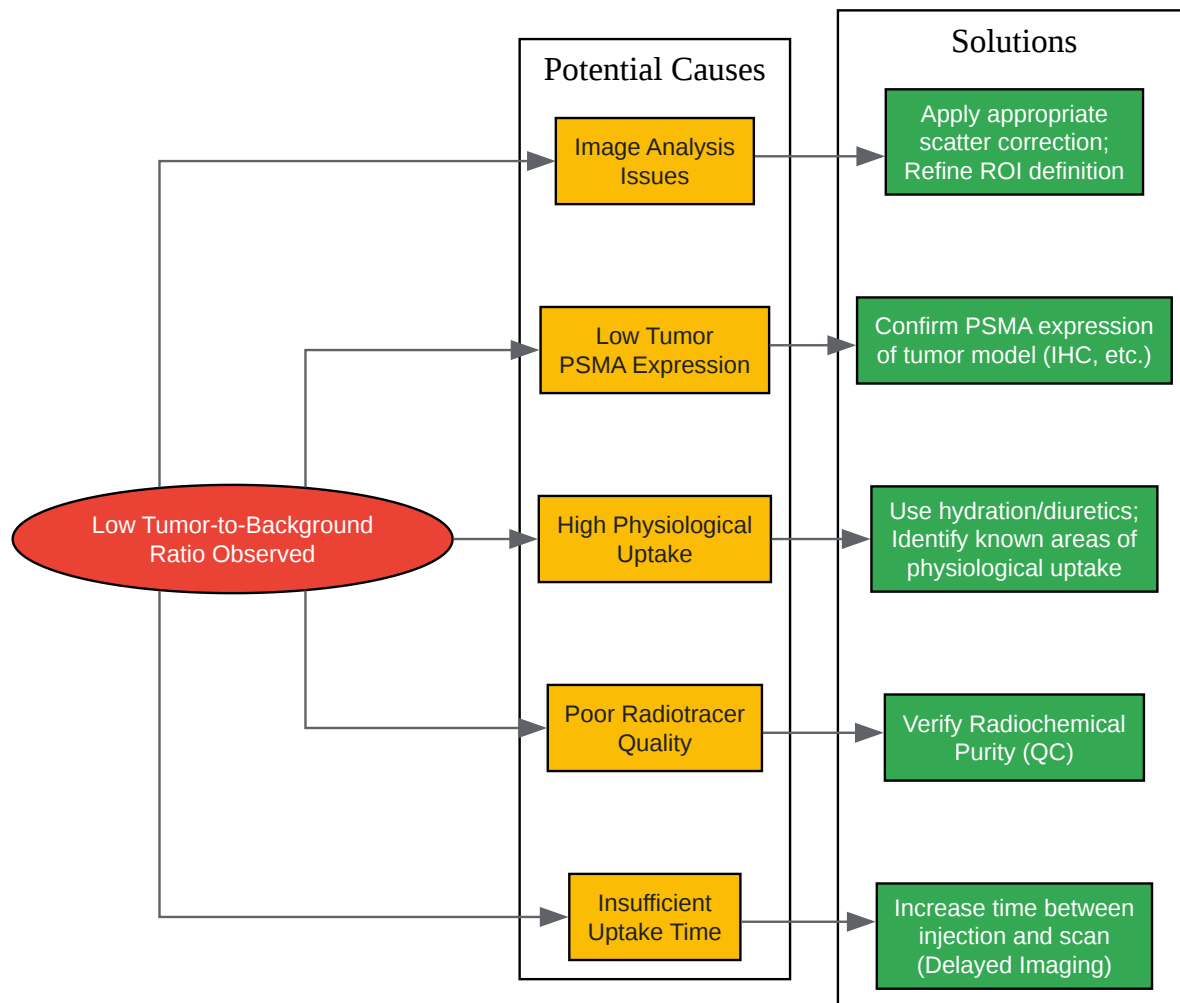 Solutions
Potential Causes
Apply appropriate
scatter correction;
Refine ROI definition
Image Analysis
Issues
Low Tumor
PSMA Expression
Confirm PSMA expression
of tumor model (IHC, etc.)
Low Tumor-to-Background
Ratio Observed
High Physiological
Uptake
Use hydration/diuretics;
Identify known areas of
physiological uptake
Poor Radiotracer
Quality
Verify Radiochemical
Purity (QC)
Insufficient
Uptake Time
Increase time between
injection and scan
(Delayed Imaging)